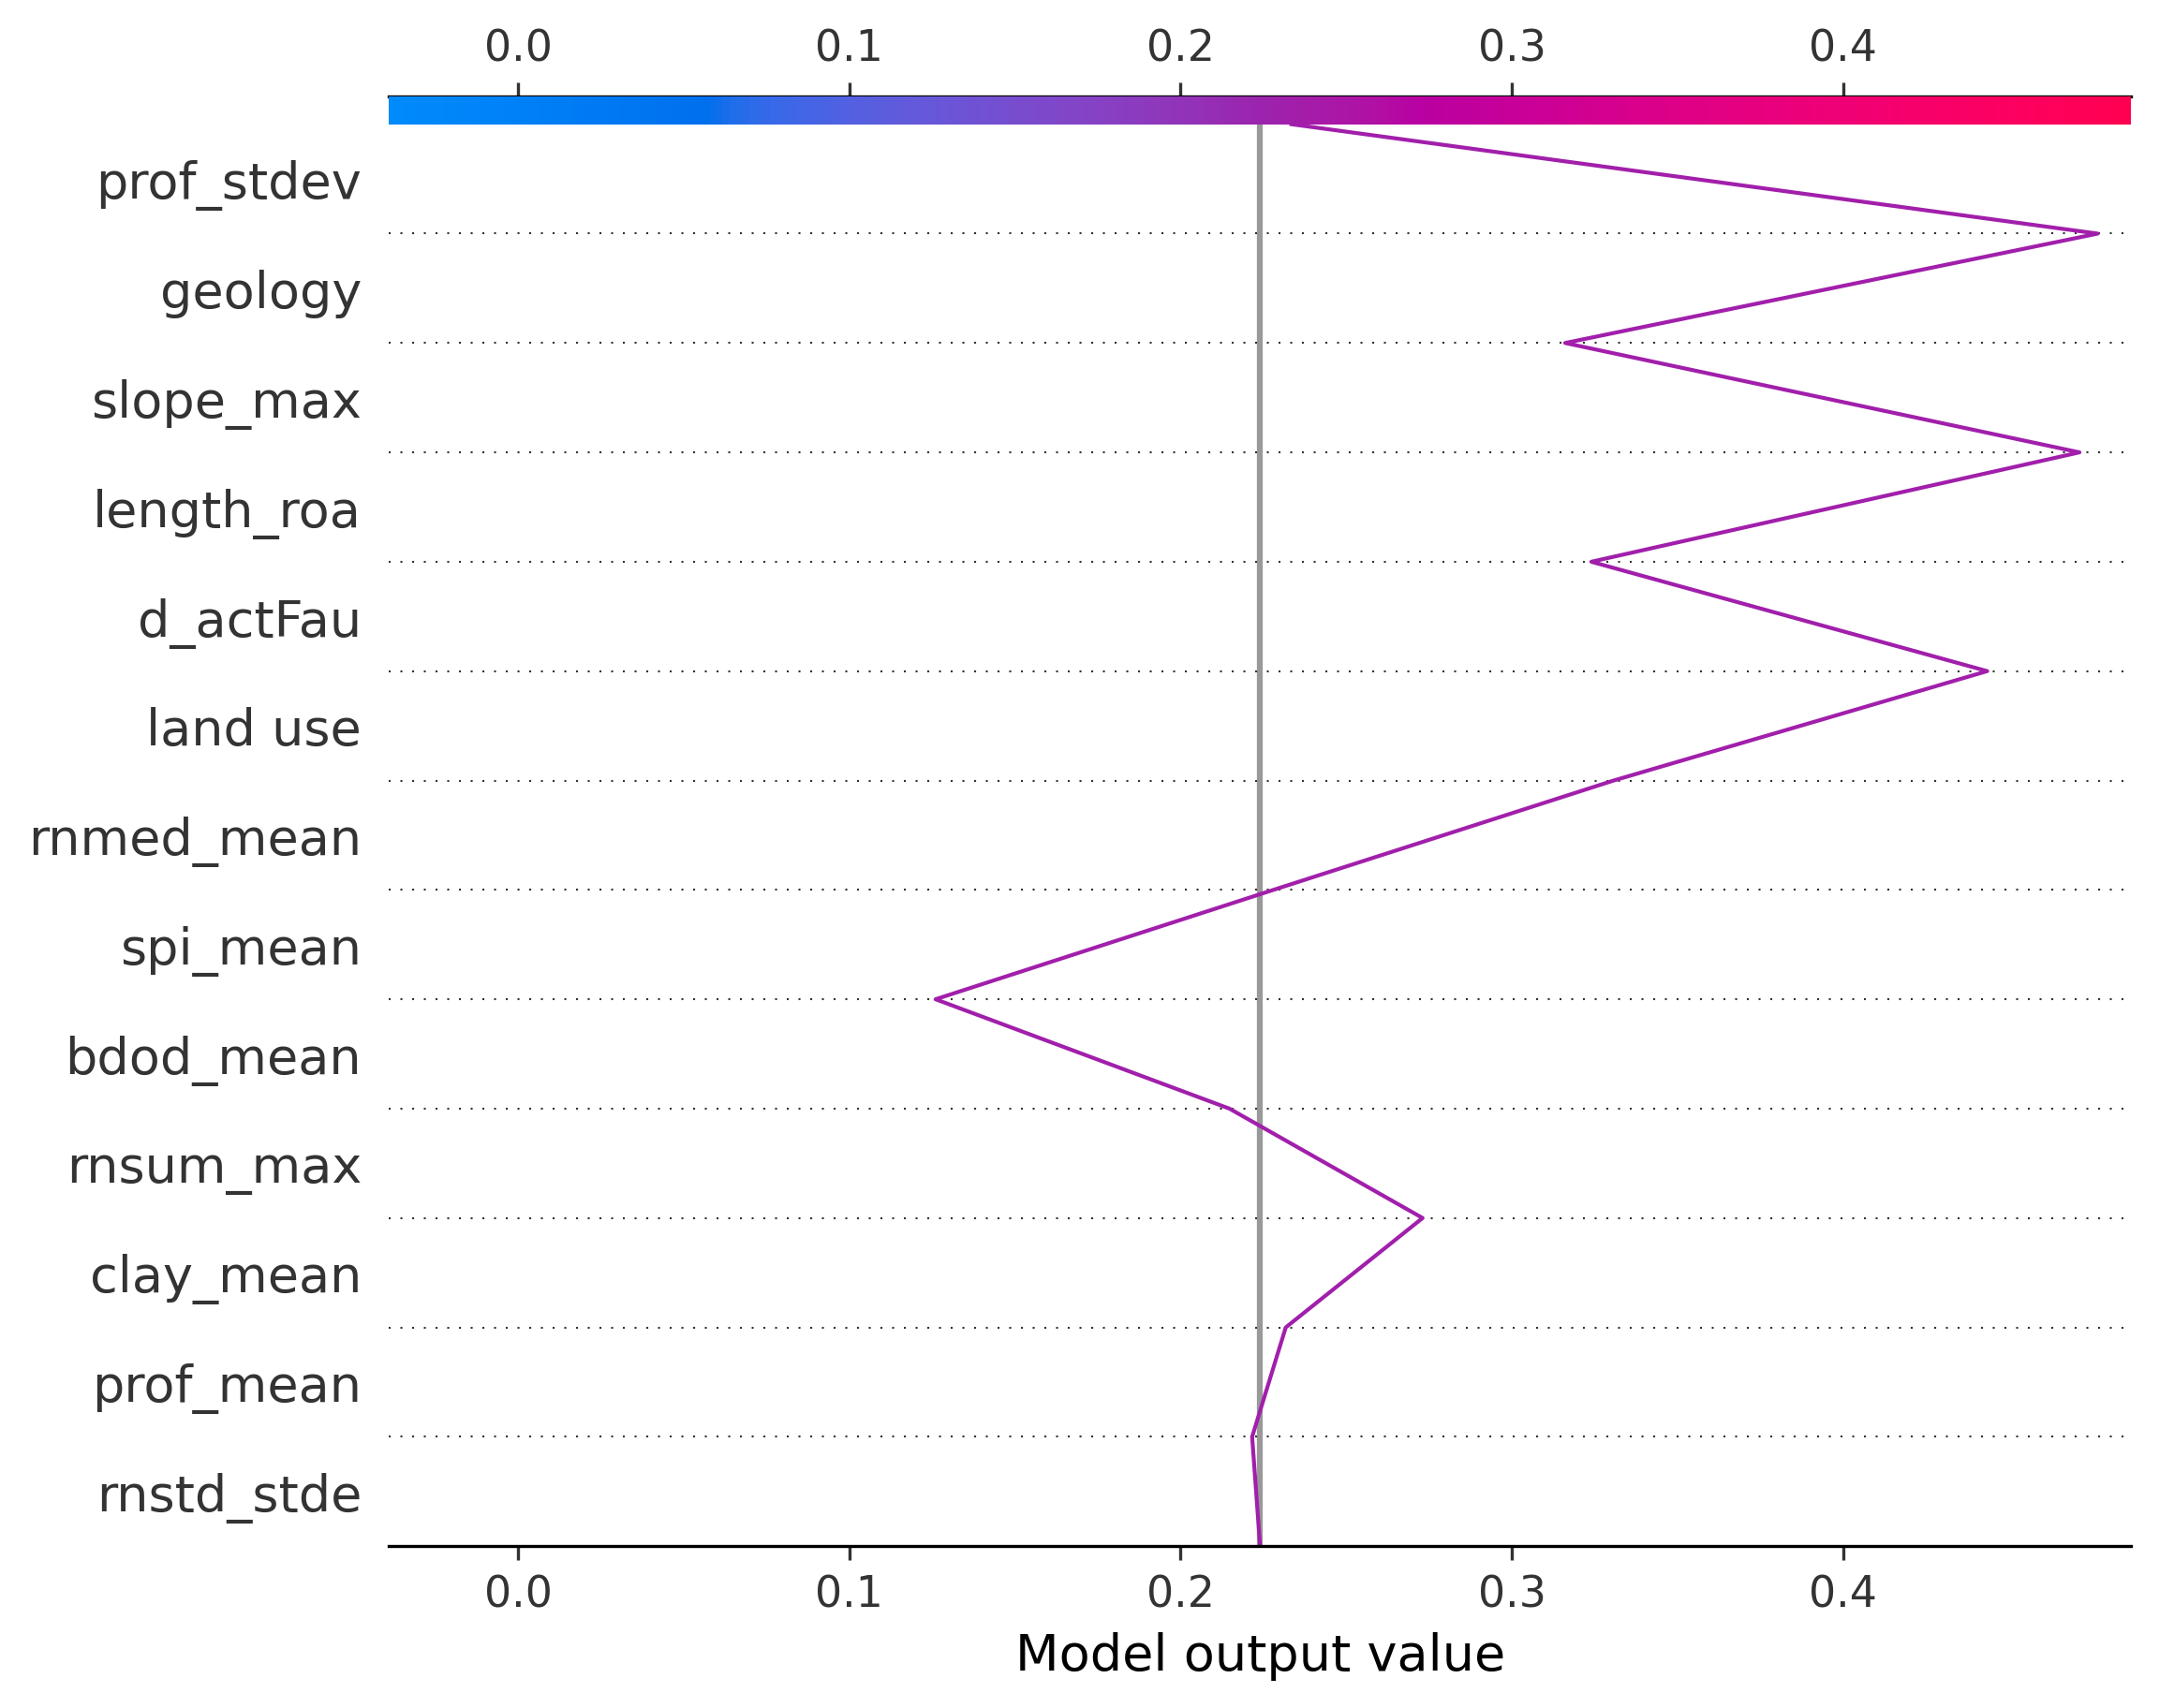 0.0 0.1 0.2 0.3 0.4
prof_stdev
geology
slope_max
length_roa
d_actFau
land use
rnmed_mean
spi_mean
bdod_mean
rnsum_max
clay_mean
prof_mean
rnstd_stde
0.0 0.1 0.2 0.3 0.4
Model output value